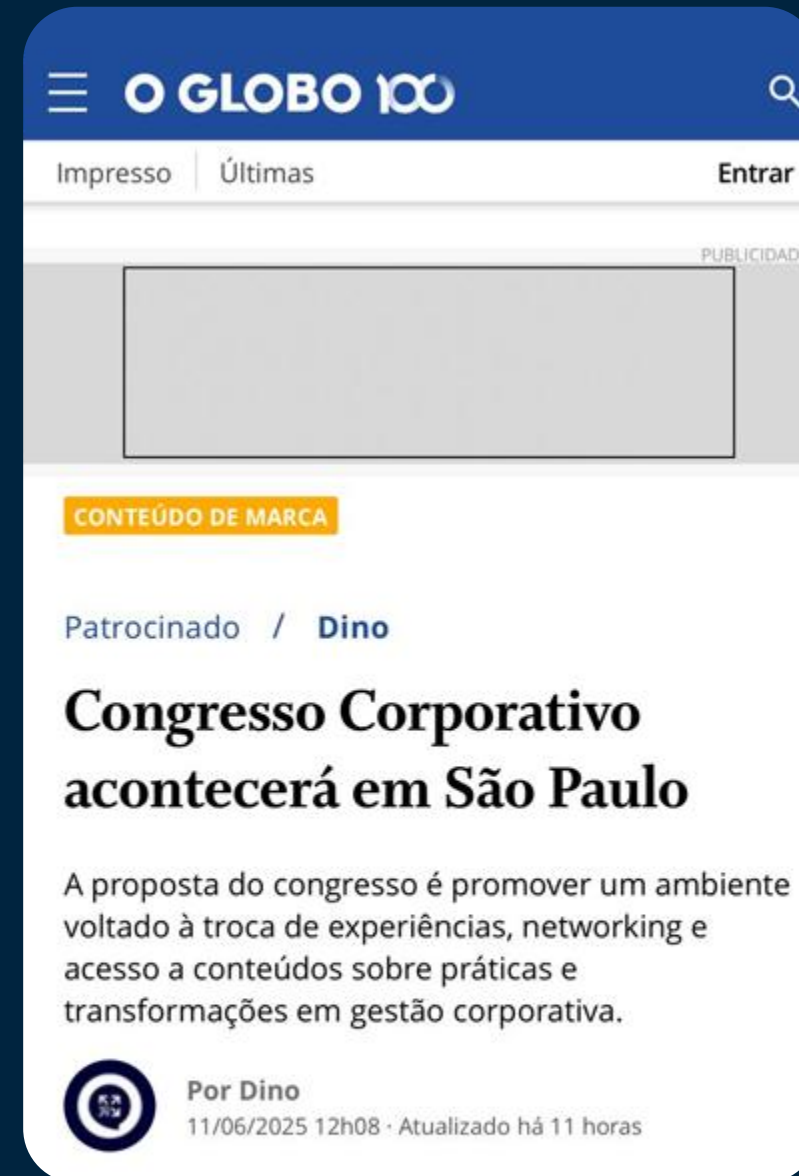 O GLOBO 100
Impresso Últimas Entrar
PUBLICIDAD
CONTEÚDO DE MARCA
Patrocinado / Dino
Congresso Corporativo
acontecerá em São Paulo
A proposta do congresso é promover um ambiente
voltado à troca de experiências, networking e
acesso a conteúdos sobre práticas e
transformações em gestão corporativa.
Por Dino
11/06/2025 12h08 · Atualizado há 11 horas